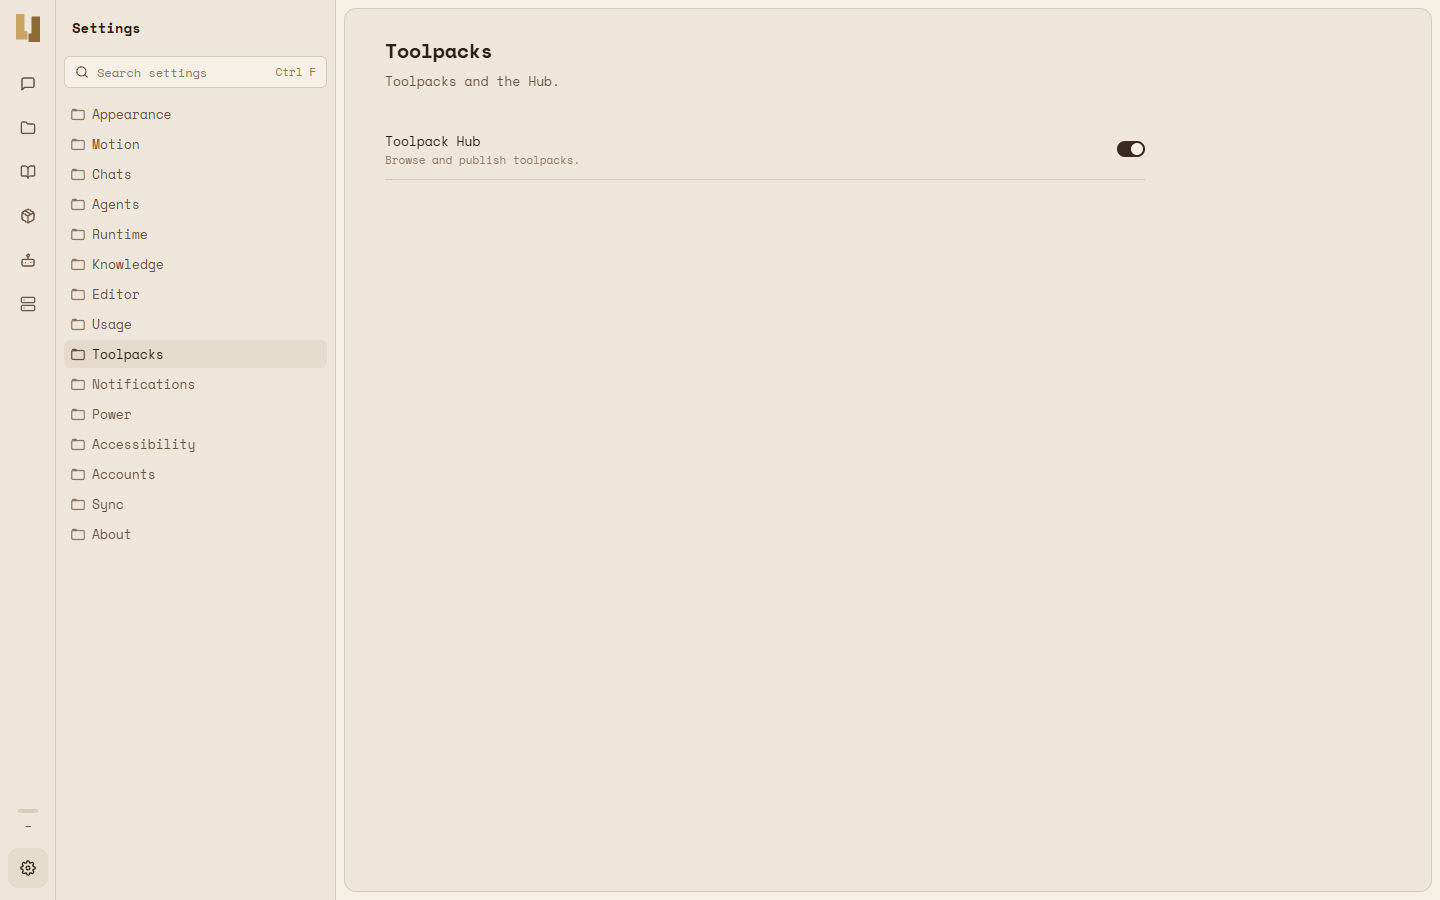 Settings
Search settings Ctrl F
Appearance
Motion
Chats
Agents
Runtime
Knowledge
Editor
Usage
Toolpacks
Notifications
Power
Accessibility
Accounts
Sync
About
–
Toolpacks
Toolpacks and the Hub.
Toolpack Hub
Browse and publish toolpacks.